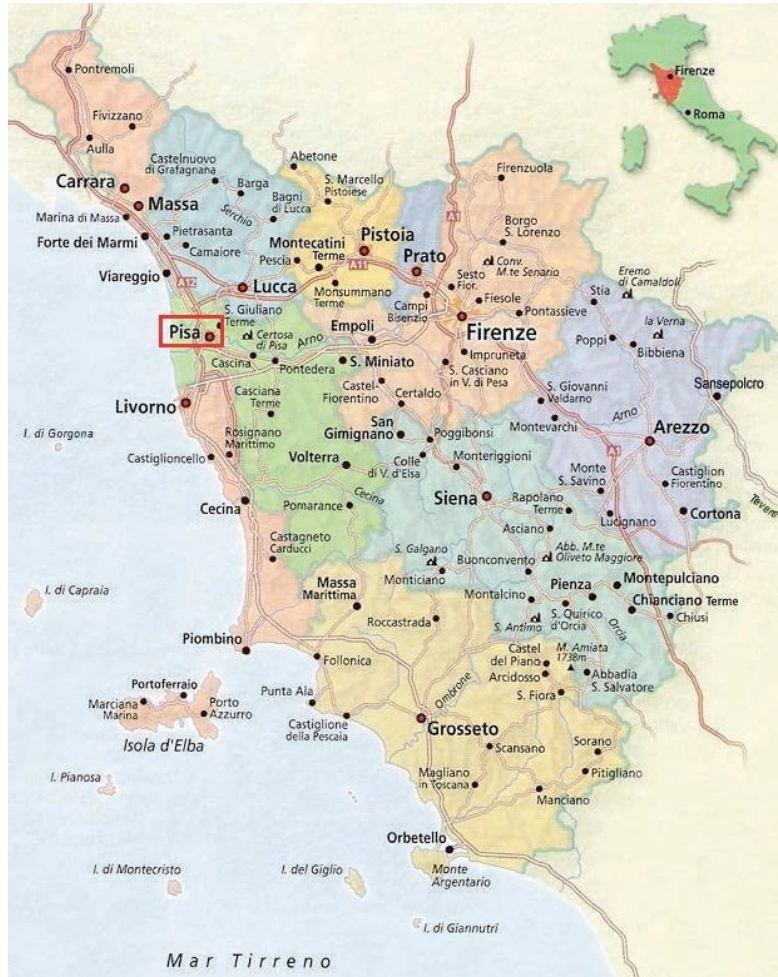 Pontremoli
Fivizzano
Aulla
Firenze
Roma
Castelnuovo
di Grafagnana
Barga
Abetone
S. Marcello
Pistoiese
Firenzuola
Carrara
Massa
Serchio
Bagni
di Lucca
A1
Borgo
S. Lorenzo
Marina di Massa
Pietrasanta
Forte dei Marmi
Camaiore
Montecatini
Terme
Pistoia
Pescia
Prato
Conv.
M.te Senario
Viareggio
A12
Lucca
A11
Monsummano
Terme
Sesto
Fior.
Fiesole
Campi
Bisenzio
Pontassieve
Stia
Eremo
di Camaldoli
S. Giuliano
Terme
Pisa
Certosa
di Pisa
Arno
Empoli
Firenze
la Verna
Poppi
Bibbiena
Cascina
Pontedera
S. Miniato
Impruneta
S. Casciano
in V. di Pesa
Livorno
Casciana
Terme
Castel-
Fiorentino
Certaldo
S. Giovanni
Valdarno
Sansepolcro
I. di Gorgona
Rosignano
Marittimo
San
Gimignano
Poggibonsi
Montevarchi
Arno
Arezzo
A1
Castiglioncello
Volterra
Colle
di V. d'Elsa
Monteriggioni
Monte
S. Savino
Castiglion
Fiorentino
Tevere
Cecina
Pomarance
Cecina
Siena
Rapolano
Terme
Lucignano
Cortona
Castagneto
Carducci
S. Galgano
Monticiano
Asciano
Buonconvento
Abb. M.te
Oliveto Maggiore
I. di Capraia
Massa
Marittima
Montalcino
Pienza
Montepulciano
Chianciano Terme
Roccastrada
S. Antimo
S. Quirico
d'Orcia
Orcia
Chiusi
Piombino
Follonica
Castel
del Piano
Arcidosso
M. Amiata
1738m
Abbadia
S. Salvatore
Portoferraio
Marciana
Marina
Porto
Azzurro
Punta Ala
Ombrone
S. Fiora
Isola d'Elba
Castiglione
della Pescaia
Grosseto
Scansano
Sorano
I. Pianosa
Magliano
in Toscana
Pitigliano
Manciano
Orbetello
I. di Montecristo
I. del Giglio
Monte
Argentario
I. di Giannutri
Mar Tirreno